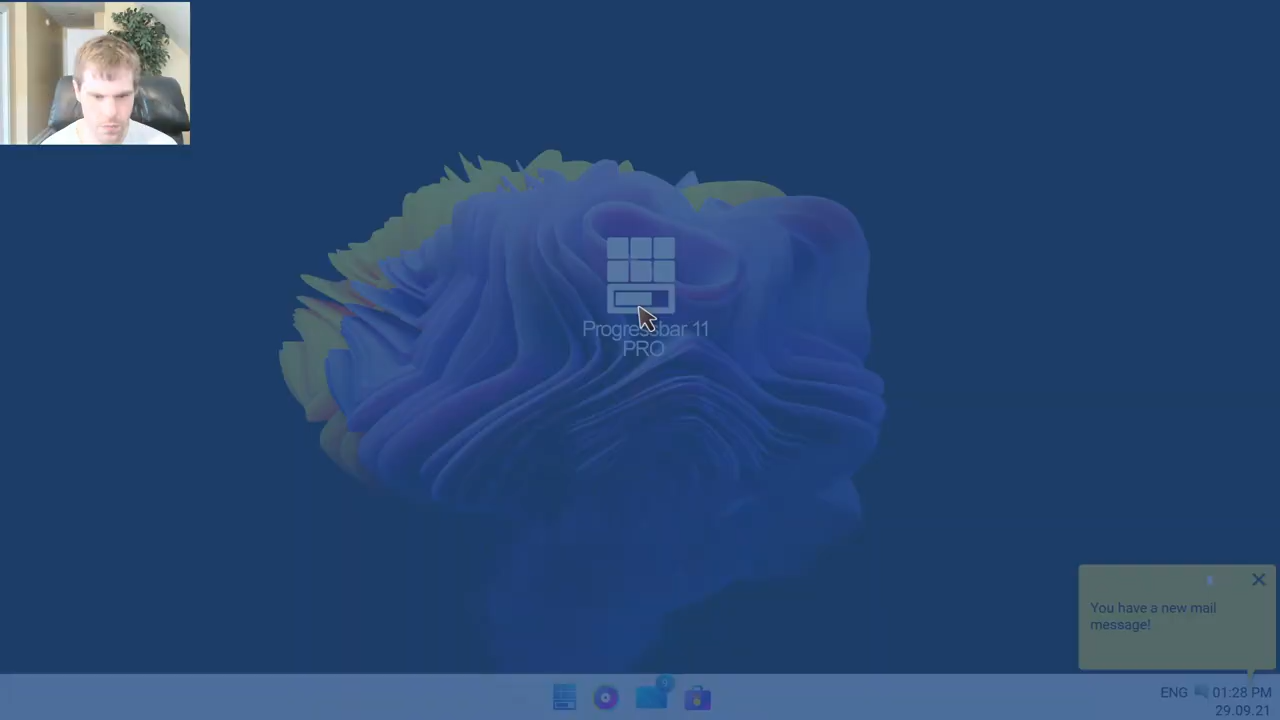 Progressbar 11
PRO
You have a new mail
message!
ENG
01:28 PM
29.09.21